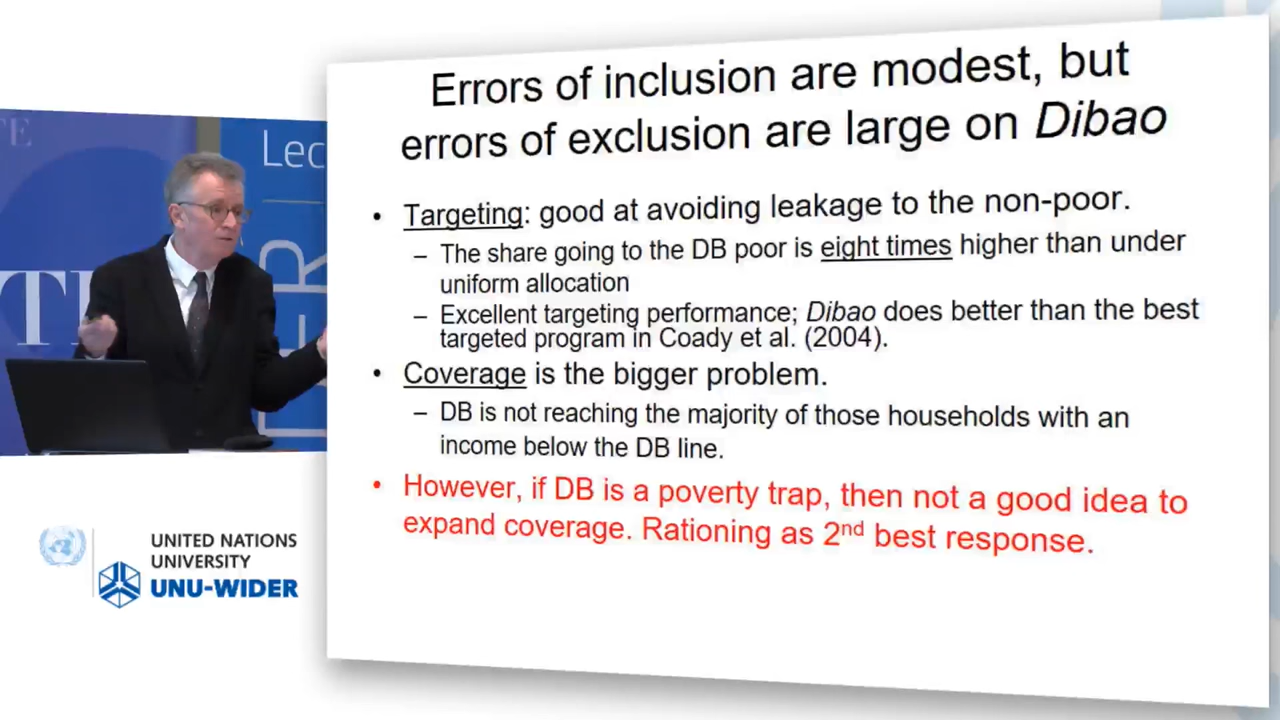 Errors of inclusion are modest, but
errors of exclusion are large on Dibao
• Targeting: good at avoiding leakage to the non-poor.
– The share going to the DB poor is eight times higher than under
uniform allocation
– Excellent targeting performance; Dibao does better than the best
targeted program in Coady et al. (2004).
• Coverage is the bigger problem.
– DB is not reaching the majority of those households with an
income below the DB line.
• However, if DB is a poverty trap, then not a good idea to
expand coverage. Rationing as 2nd best response.
TE
Lec
UNITED NATIONS
UNIVERSITY
UNU-WIDER